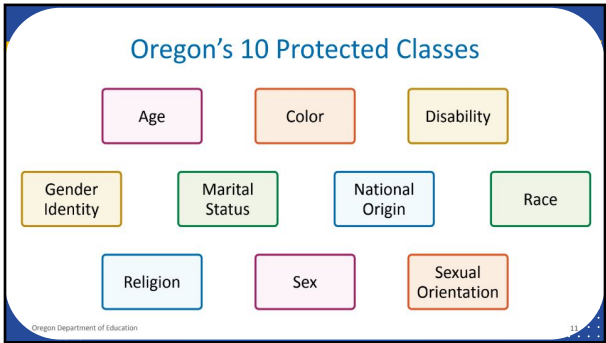 Oregon's 10 Protected Classes
Age
Color
Disability
Gender
Identity
Marital
Status
National
Origin
Race
Religion
Sex
Sexual
Orientation
Oregon Department of Education
11